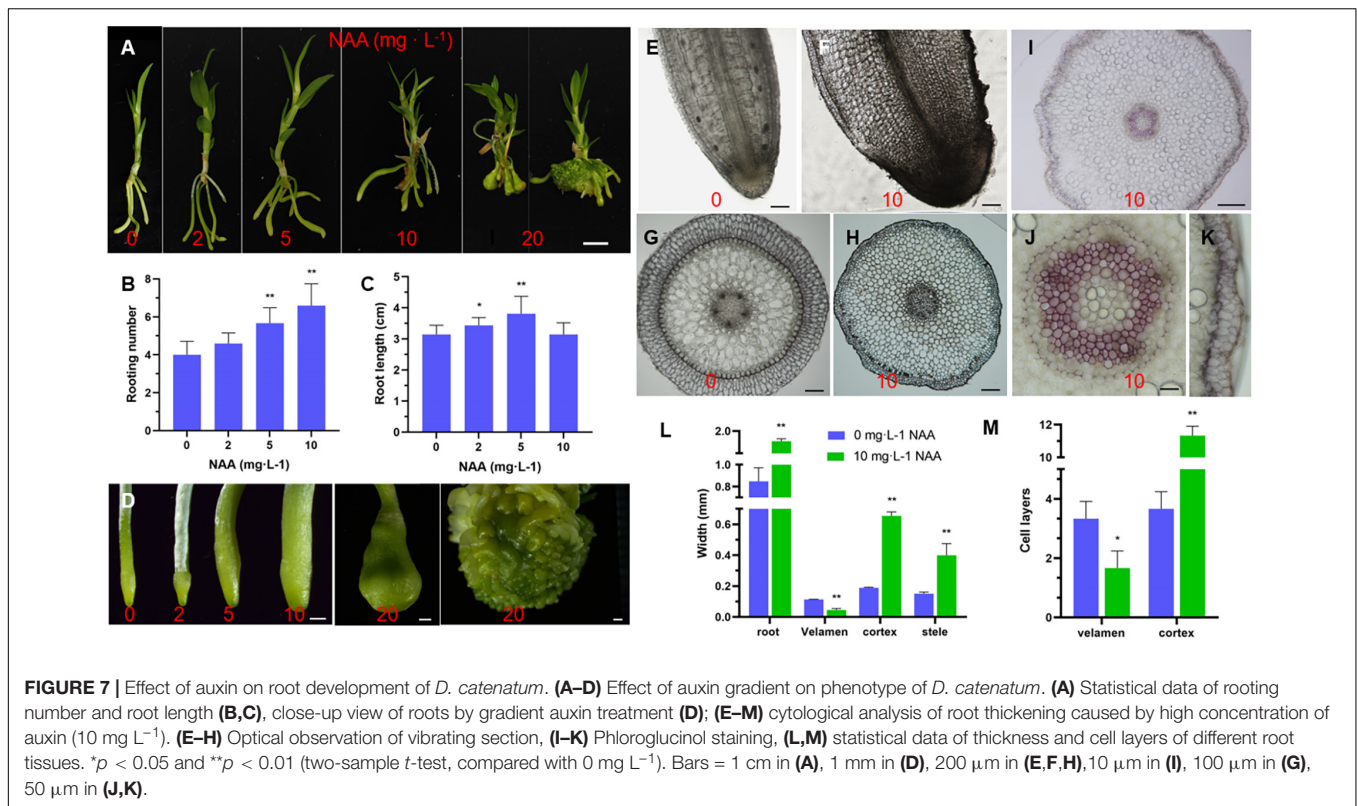 A
NAA (mg · L-1)
0
2
5
10
20
B
Rooting number
8
6
4
2
0
**
**
0
2
5
10
NAA (mg·L-1)
C
Root length (cm)
5
4
3
2
1
0
*
**
0
2
5
10
NAA (mg·L-1)
D
0
2
5
10
20
20
E
0
F
10
I
10
G
0
H
10
J
10
K
L
Width (mm)
2.0
1.0
0.8
0.6
0.4
0.2
0.0
0 mg·L-1 NAA
10 mg·L-1 NAA
**
**
**
**
root
Velamen
cortex
stele
M
Cell layers
12
10
4
2
0
*
**
velamen
cortex
FIGURE 7 | Effect of auxin on root development of D. catenatum. (A–D) Effect of auxin gradient on phenotype of D. catenatum. (A) Statistical data of rooting
number and root length (B,C), close-up view of roots by gradient auxin treatment (D); (E–M) cytological analysis of root thickening caused by high concentration of
auxin (10 mg L−1). (E–H) Optical observation of vibrating section, (I–K) Phloroglucinol staining, (L,M) statistical data of thickness and cell layers of different root
tissues. *p < 0.05 and **p < 0.01 (two-sample t-test, compared with 0 mg L−1). Bars = 1 cm in (A), 1 mm in (D), 200 μm in (E,F,H),10 μm in (I), 100 μm in (G),
50 μm in (J,K).